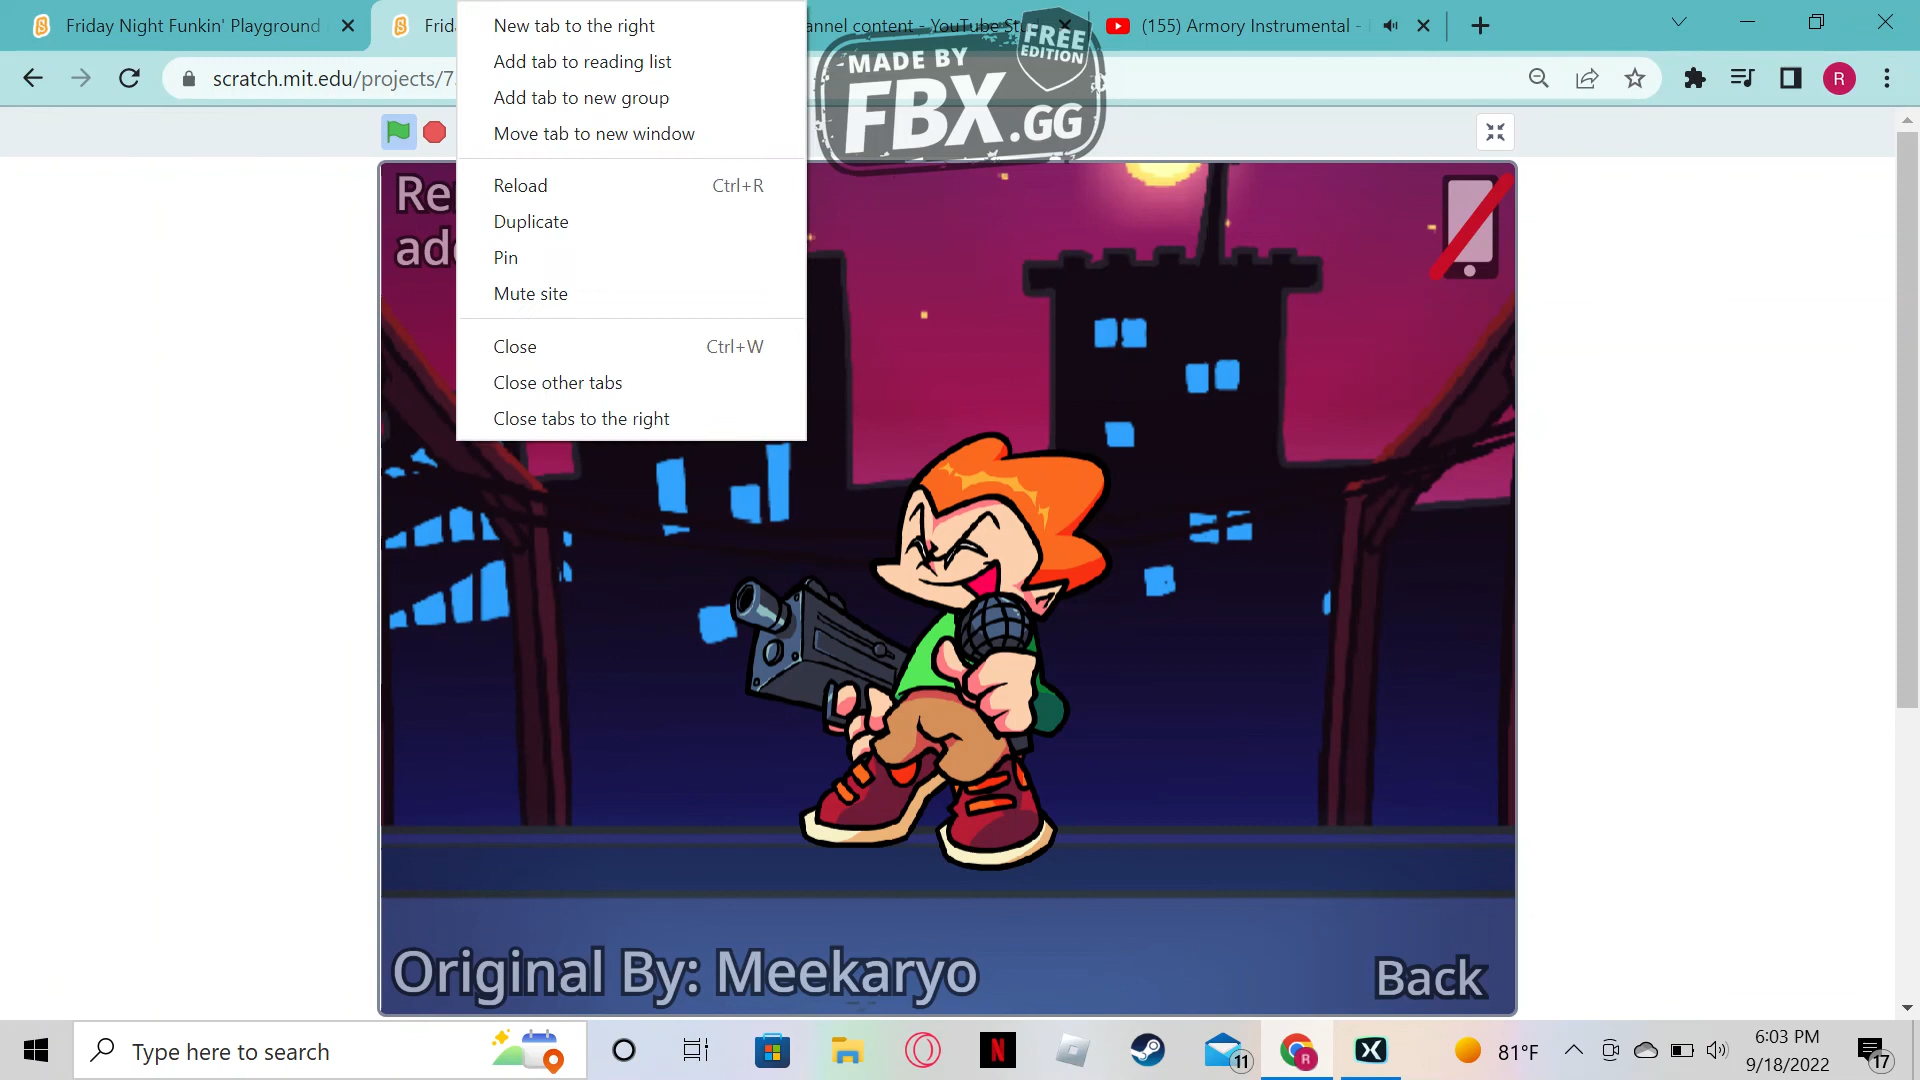 Friday Night Funkin' Playground
Frid
annel content - YouTube Stu
(155) Armory Instrumental -
scratch.mit.edu/projects/7
R
MADE BY
FBX.GG
FREE
EDITION
New tab to the right
Add tab to reading list
Add tab to new group
Move tab to new window
Reload Ctrl+R
Duplicate
Pin
Mute site
Close Ctrl+W
Close other tabs
Close tabs to the right
Re
ad
Original By: Meekaryo
Back
Type here to search
N
11
R
X
81°F
6:03 PM
9/18/2022
17